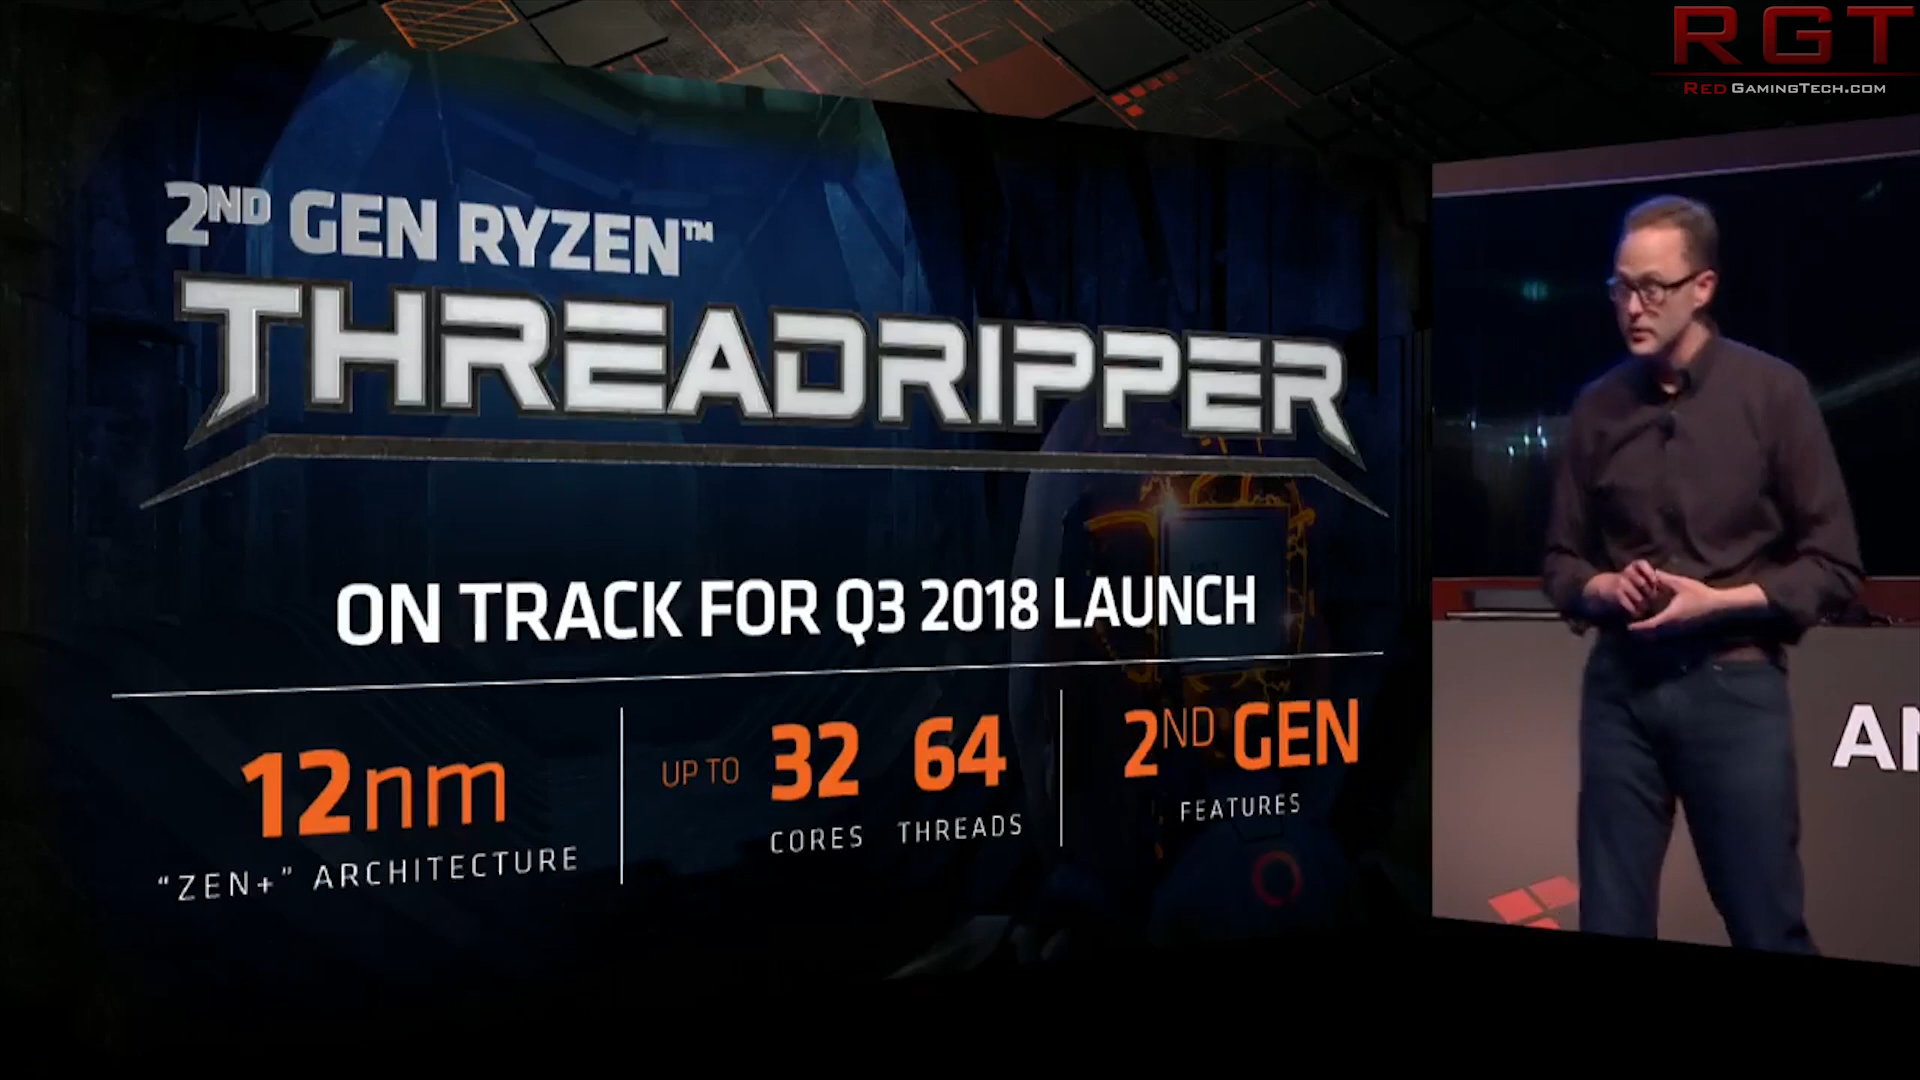 RGT
RED GAMINGTECH.COM
2ND GEN RYZEN™
THREADRIPPER
ON TRACK FOR Q3 2018 LAUNCH
12nm
"ZEN+" ARCHITECTURE
UP TO 32 64
CORES THREADS
2ND GEN
FEATURES